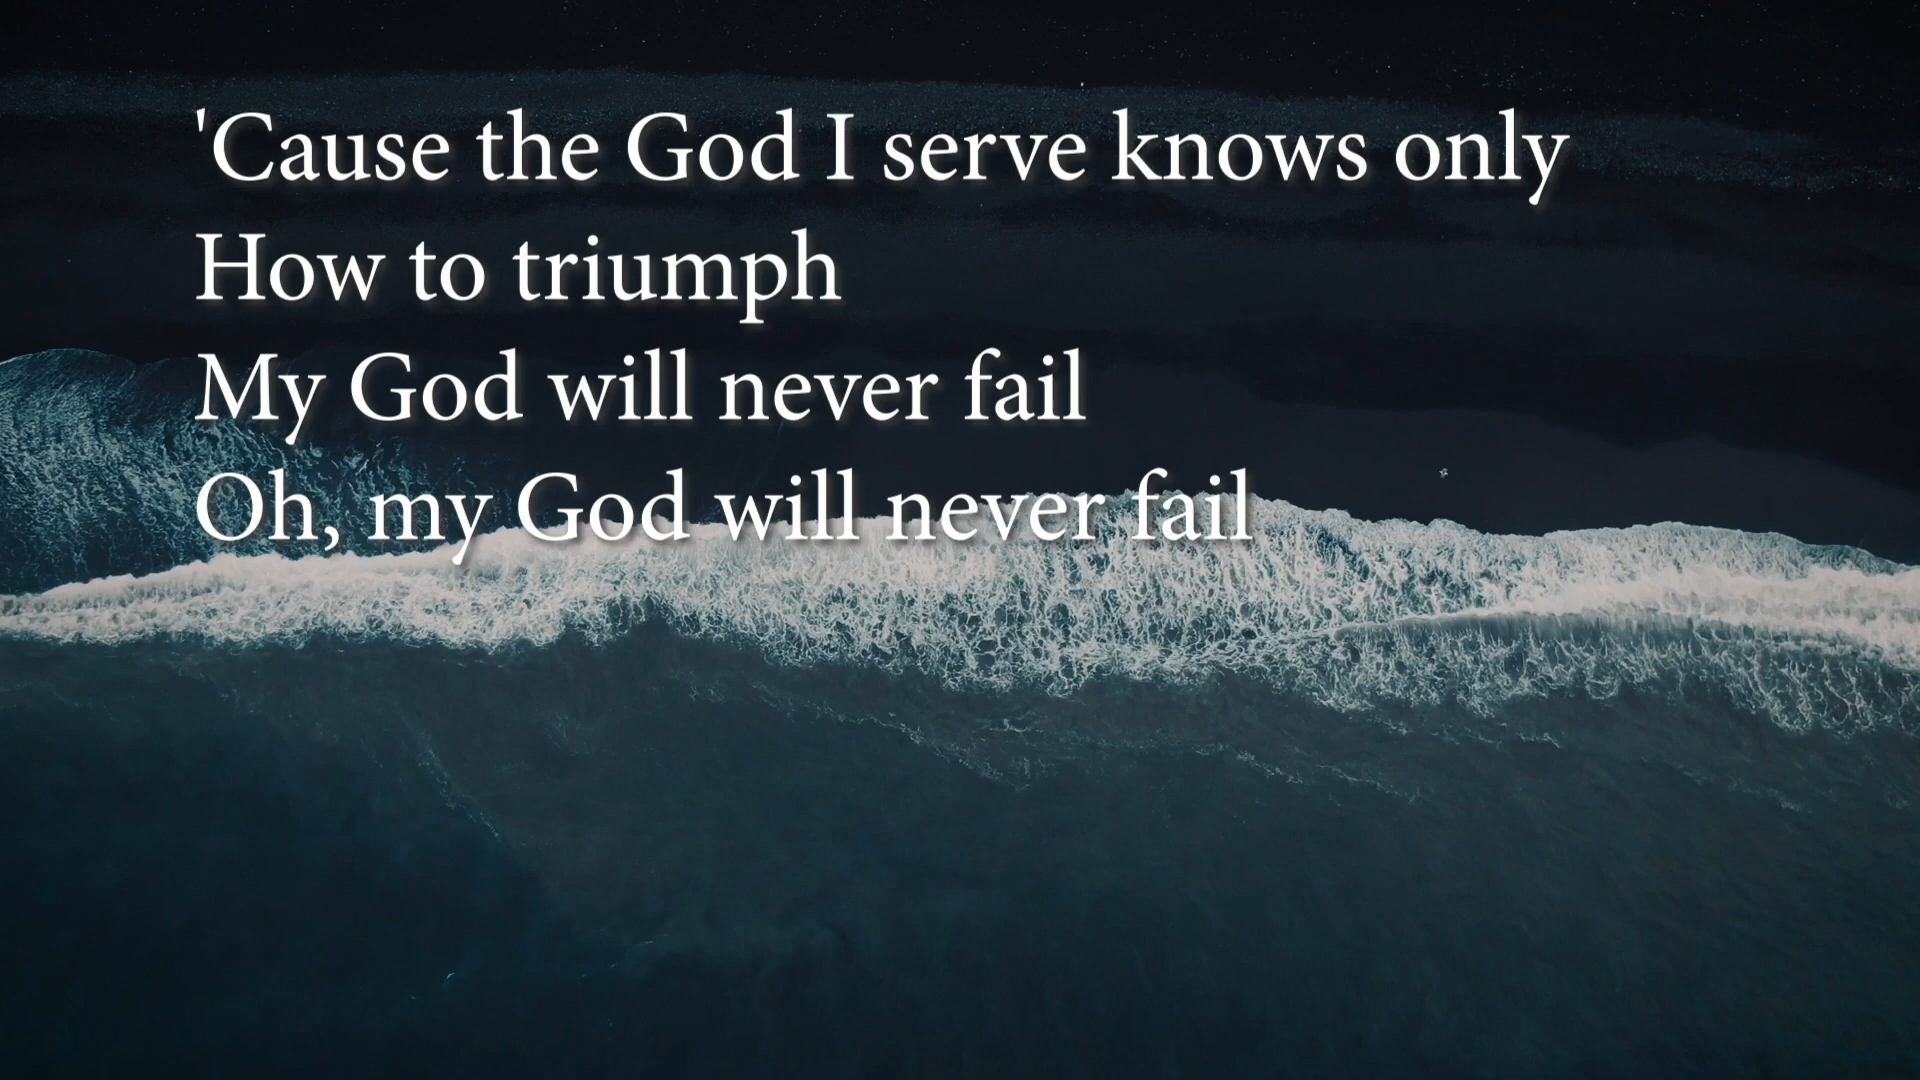 'Cause the God I serve knows only
How to triumph
My God will never fail
Oh, my God will never fail